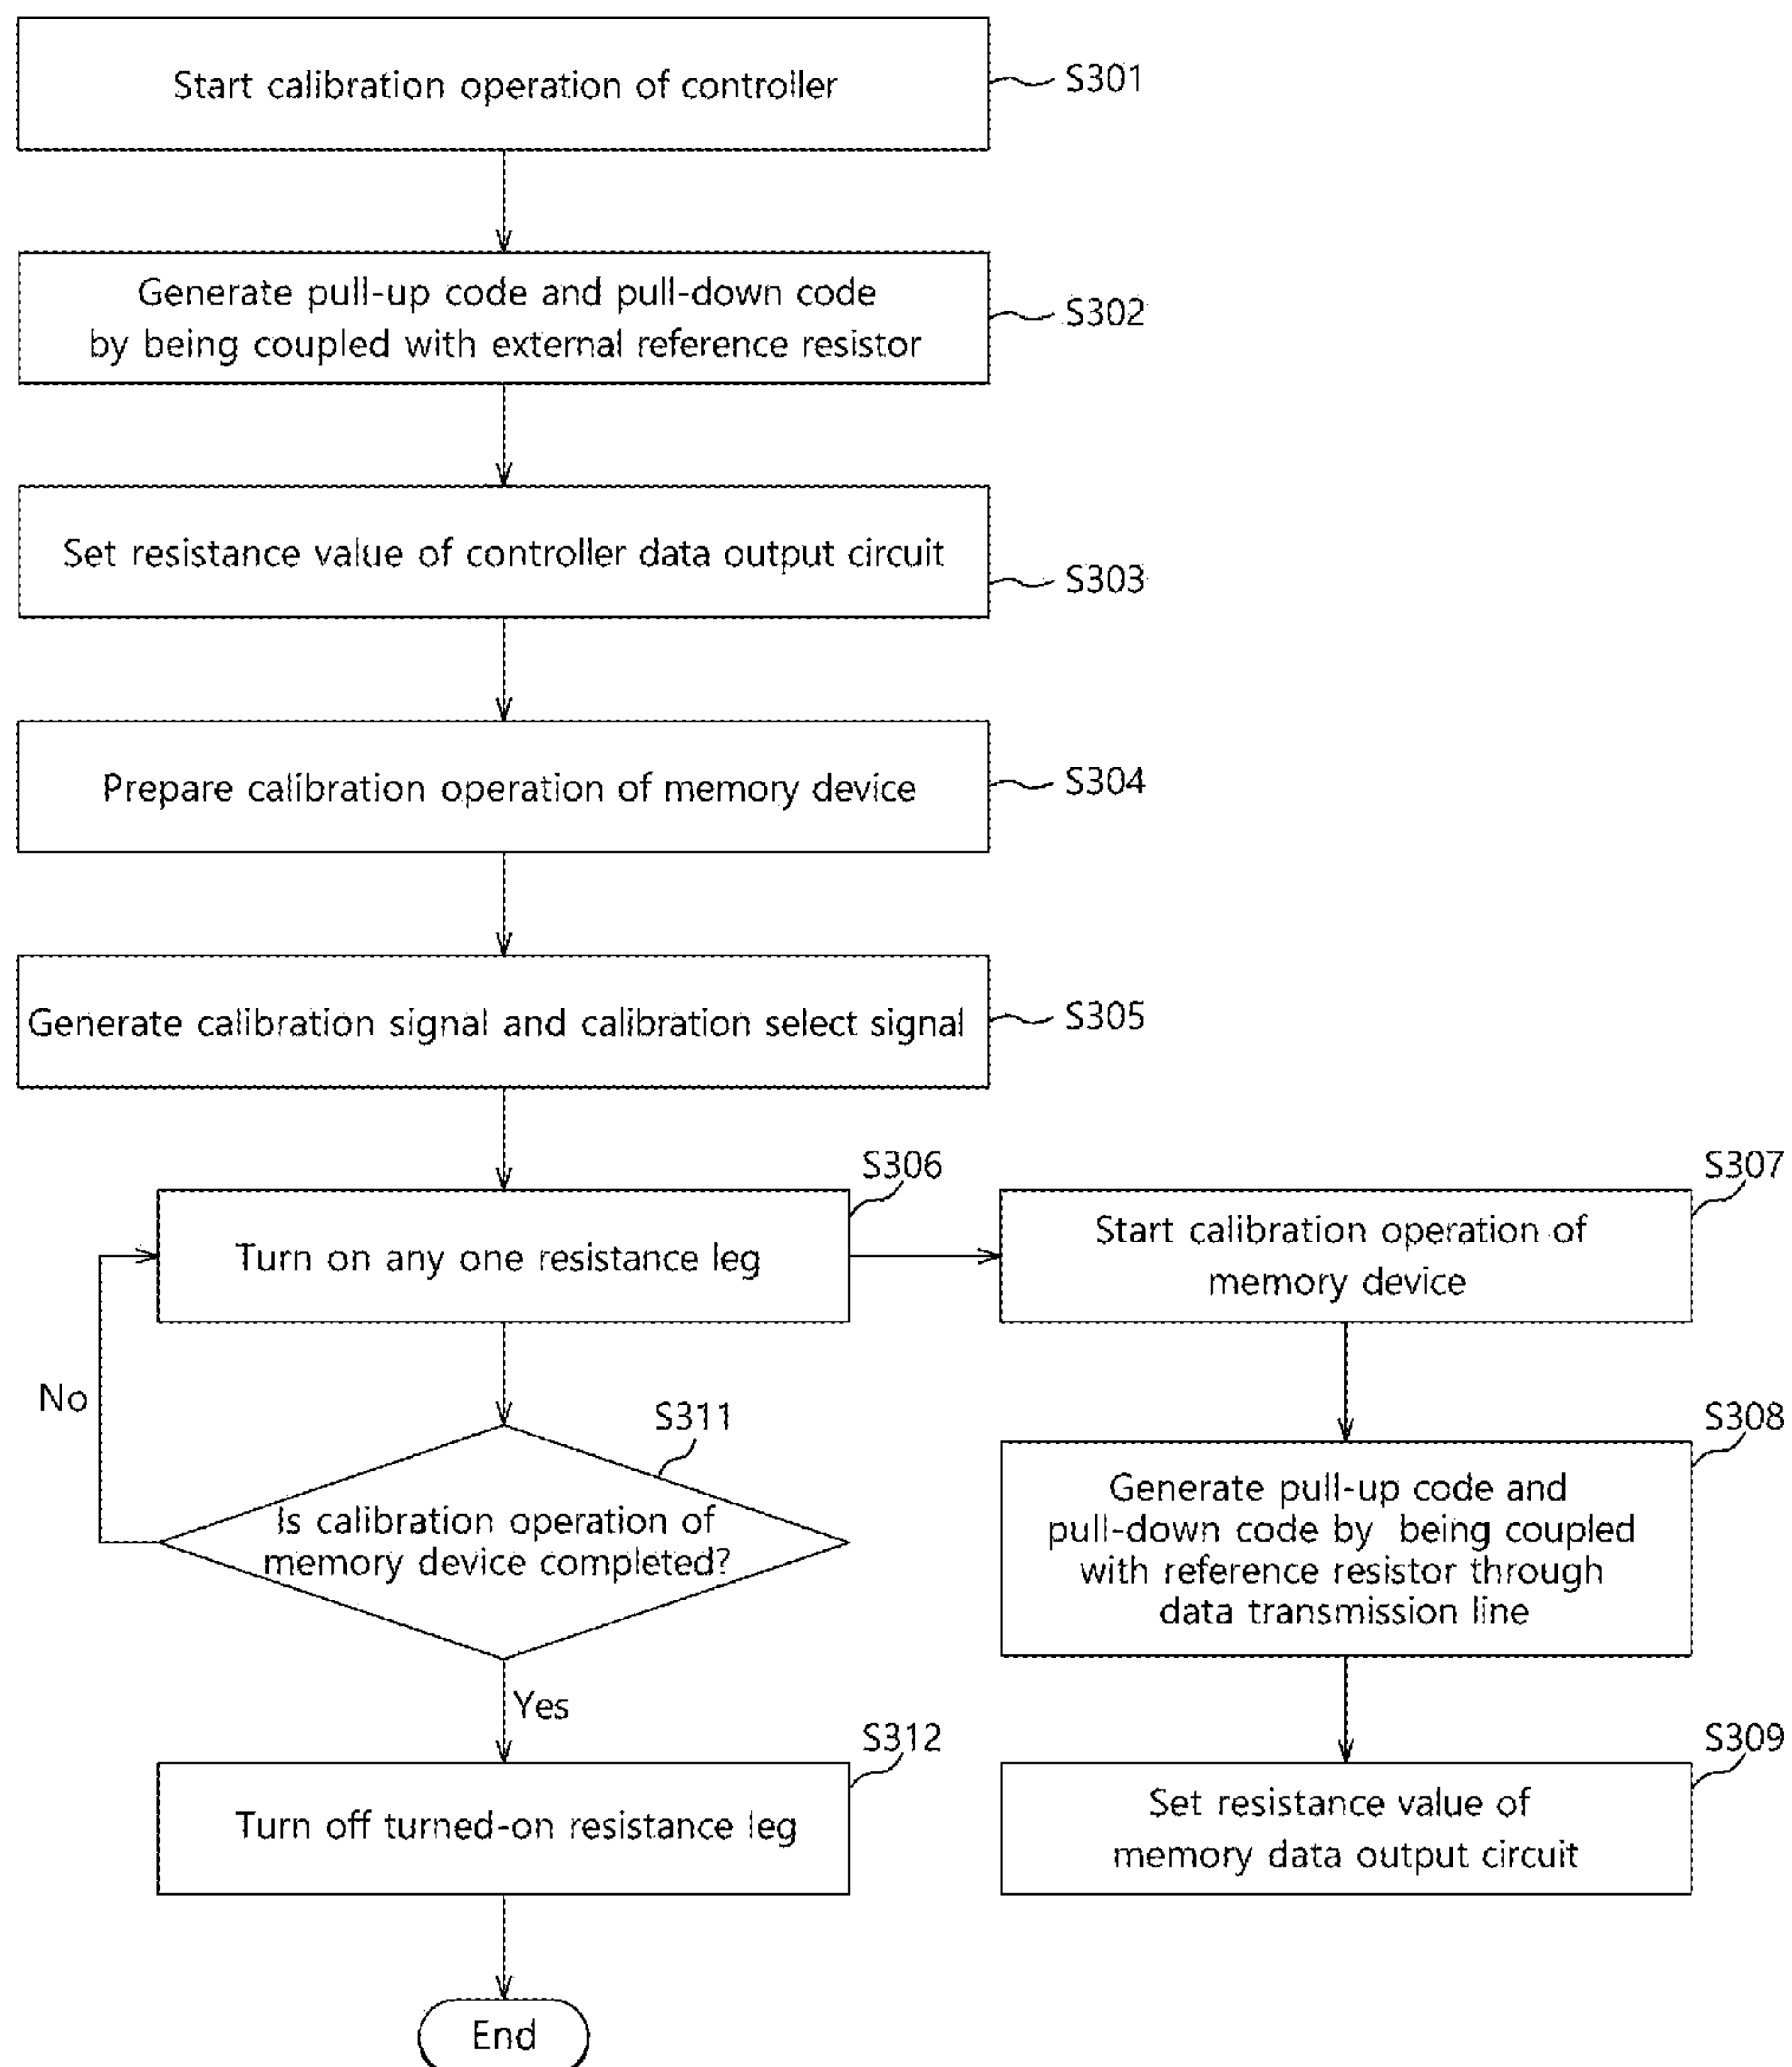 Start calibration operation of controller
S301
Generate pull-up code and pull-down code
by being coupled with external reference resistor
S302
Set resistance value of controller data output circuit
S303
Prepare calibration operation of memory device
S304
Generate calibration signal and calibration select signal
S305
S306
Turn on any one resistance leg
S307
Start calibration operation of
memory device
No
S311
Is calibration operation of
memory device completed?
S308
Generate pull-up code and
pull-down code by being coupled
with reference resistor through
data transmission line
Yes
S312
Turn off turned-on resistance leg
S309
Set resistance value of
memory data output circuit
End